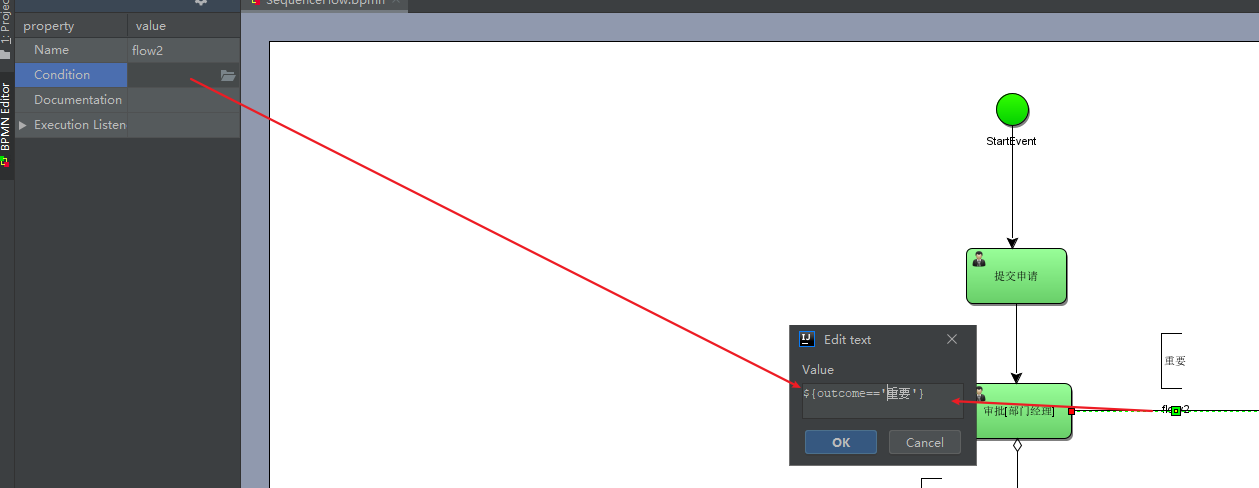 SequenceFlow.bpmn
1: Project
property value
Name flow2
Condition
Documentation
Execution Listen
BPMN Editor
StartEvent
提交申请
Edit text
Value
${outcome=='重要'}
OK Cancel
重要
审批[部门经理]
flow2